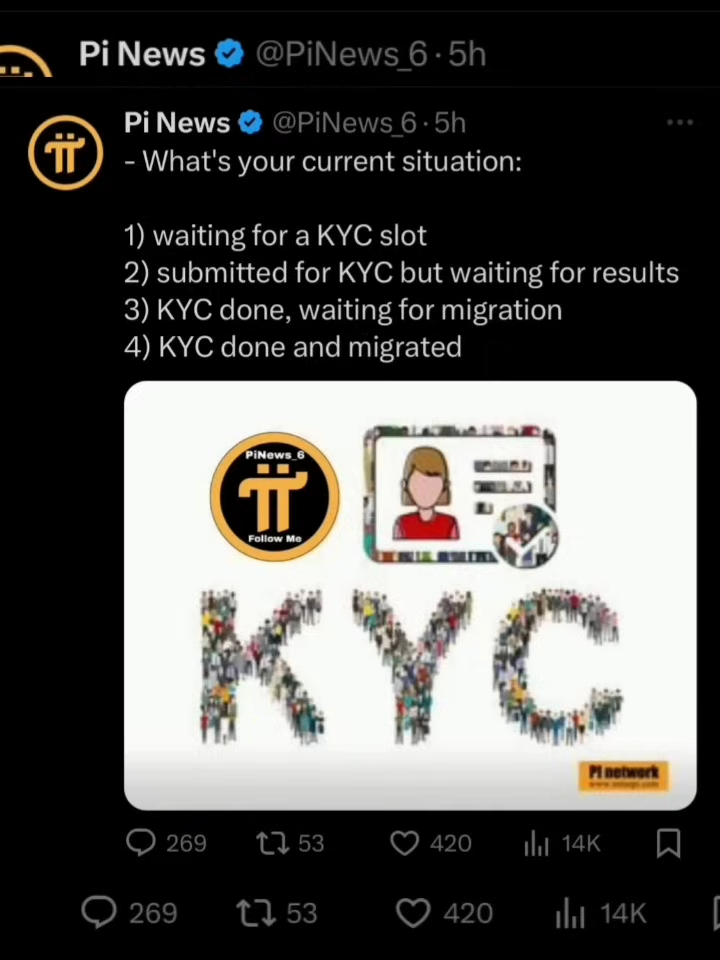 Pi News @PiNews_6 · 5h
Pi News @PiNews_6 · 5h
- What's your current situation:
1) waiting for a KYC slot
2) submitted for KYC but waiting for results
3) KYC done, waiting for migration
4) KYC done and migrated
PiNews_6
Follow Me
KYC
Pi network
269 53 420 14K
269 53 420 14K